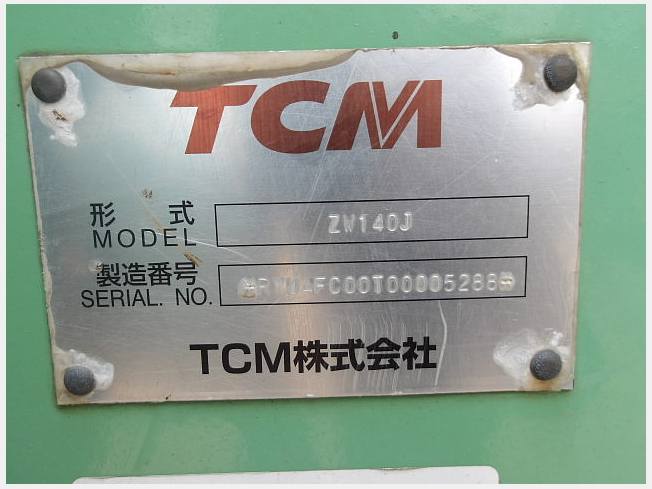 TCM
形式 ZW140J
MODEL
製造番号
SERIAL. NO.
TCM株式会社